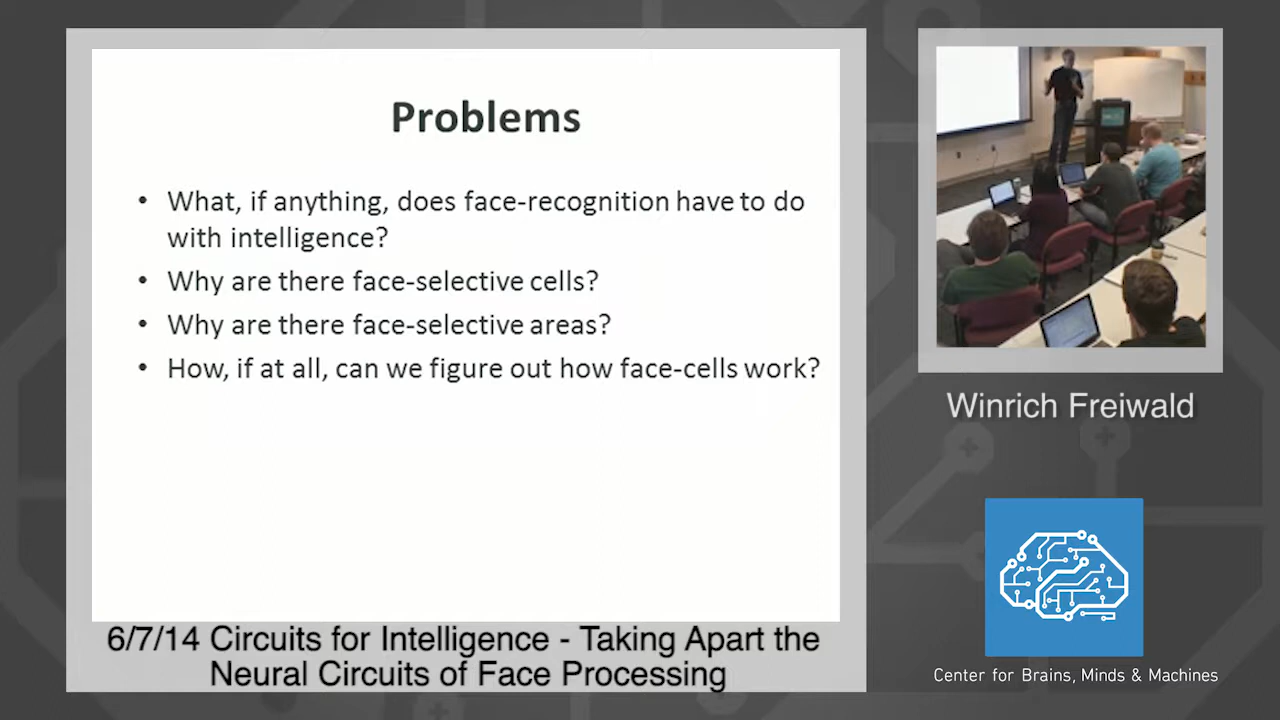 Problems
• What, if anything, does face-recognition have to do
with intelligence?
• Why are there face-selective cells?
• Why are there face-selective areas?
• How, if at all, can we figure out how face-cells work?
6/7/14 Circuits for Intelligence - Taking Apart the
Neural Circuits of Face Processing
Winrich Freiwald
Center for Brains, Minds & Machines